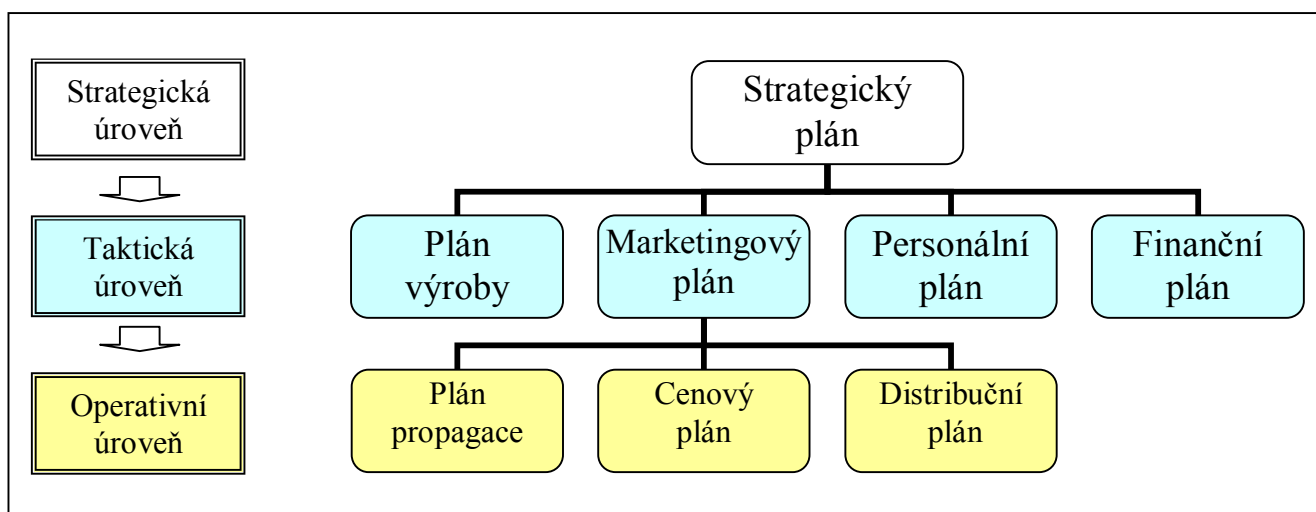 Strategická
úroveň
Strategický
plán
Taktická
úroveň
Plán
výroby
Marketingový
plán
Personální
plán
Finanční
plán
Operativní
úroveň
Plán
propagace
Cenový
plán
Distribuční
plán